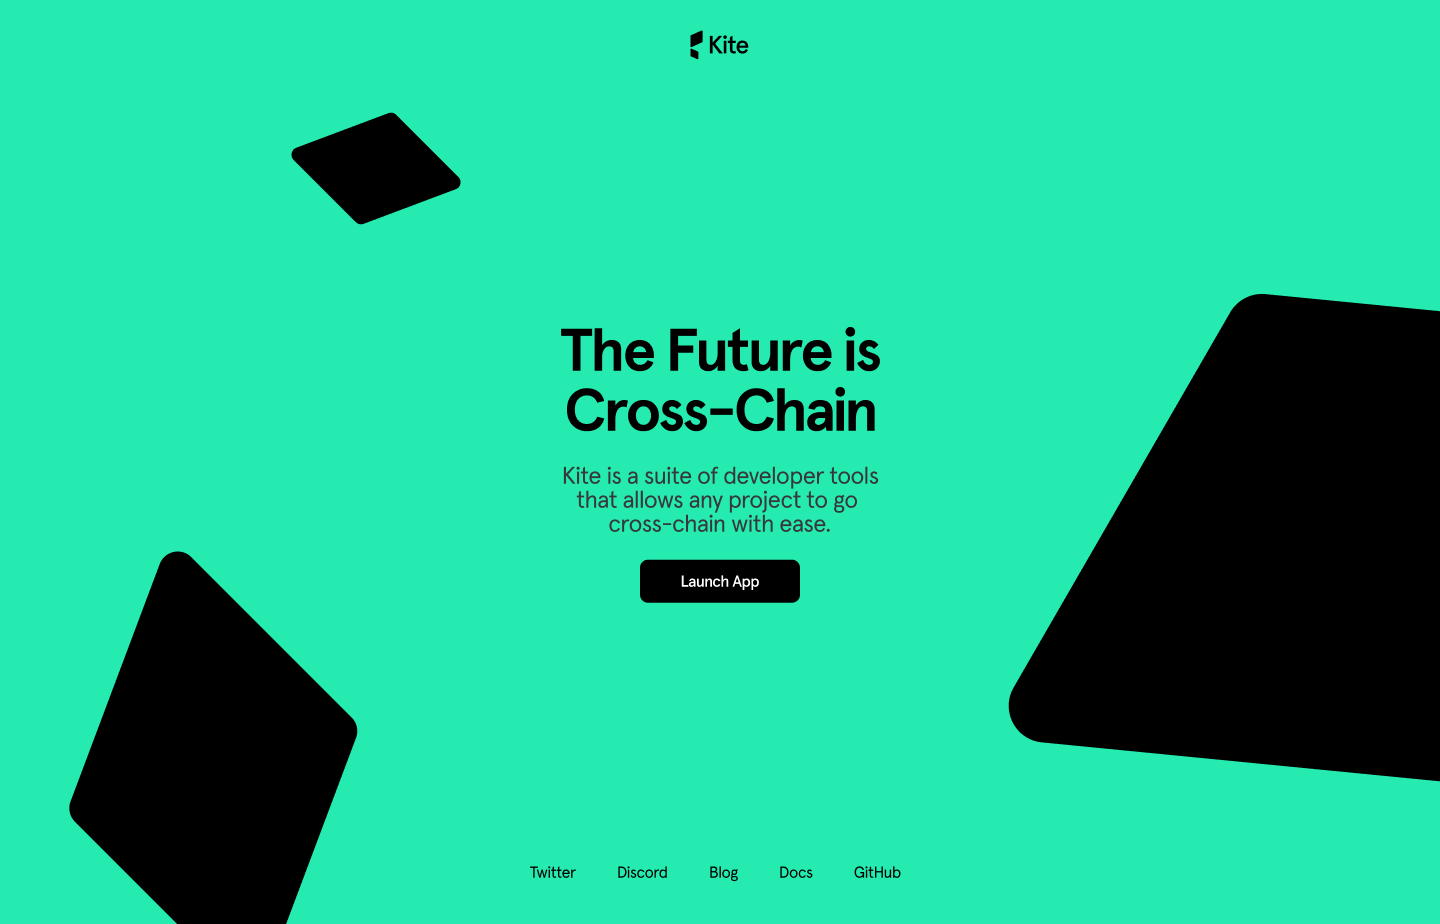 Kite
The Future is
Cross-Chain
Kite is a suite of developer tools
that allows any project to go
cross-chain with ease.
Launch App
Twitter Discord Blog Docs GitHub